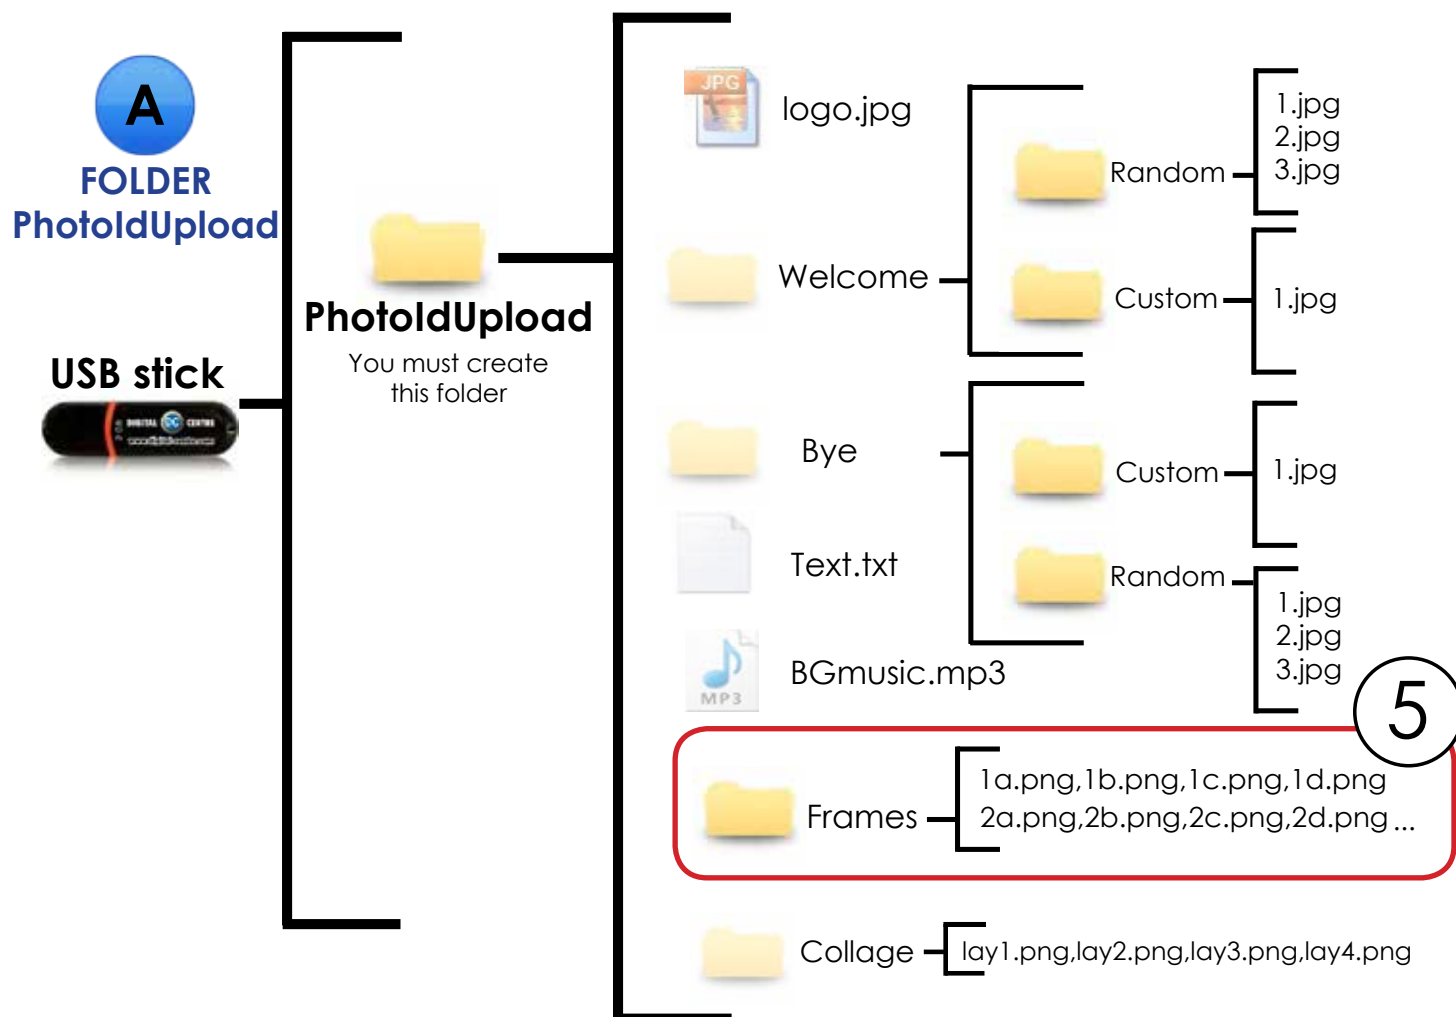 A
FOLDER
PhotoIdUpload
USB stick
DIGITAL DC CENTRE
PhotoIdUpload
You must create
this folder
JPG
logo.jpg
Welcome
Random
1.jpg
2.jpg
3.jpg
Custom
1.jpg
Bye
Custom
1.jpg
Random
1.jpg
2.jpg
3.jpg
Text.txt
MP3
BGmusic.mp3
5
Frames
1a.png,1b.png,1c.png,1d.png
2a.png,2b.png,2c.png,2d.png...
Collage
lay1.png,lay2.png,lay3.png,lay4.png